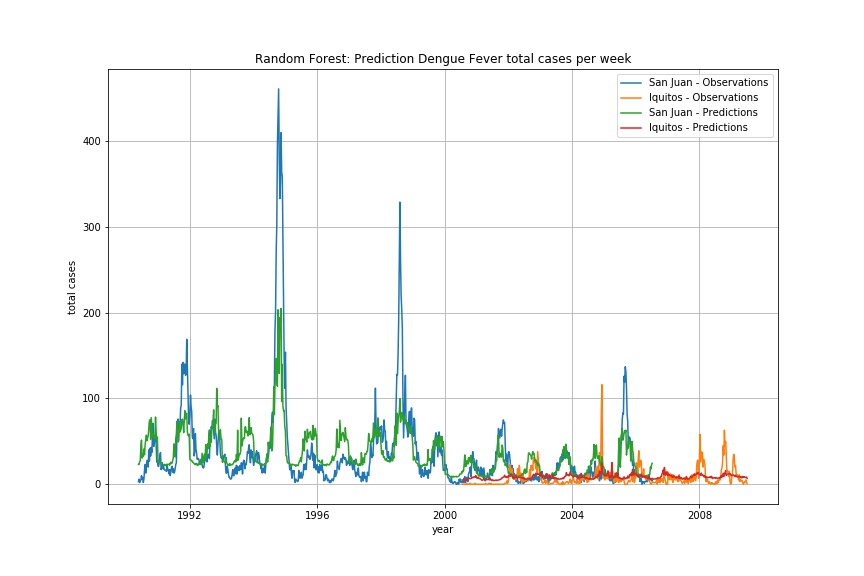 Random Forest: Prediction Dengue Fever total cases per week
San Juan - Observations
Iquitos - Observations
San Juan - Predictions
Iquitos - Predictions
400
300
200
100
0
total cases
1992 1996 2000 2004 2008
year